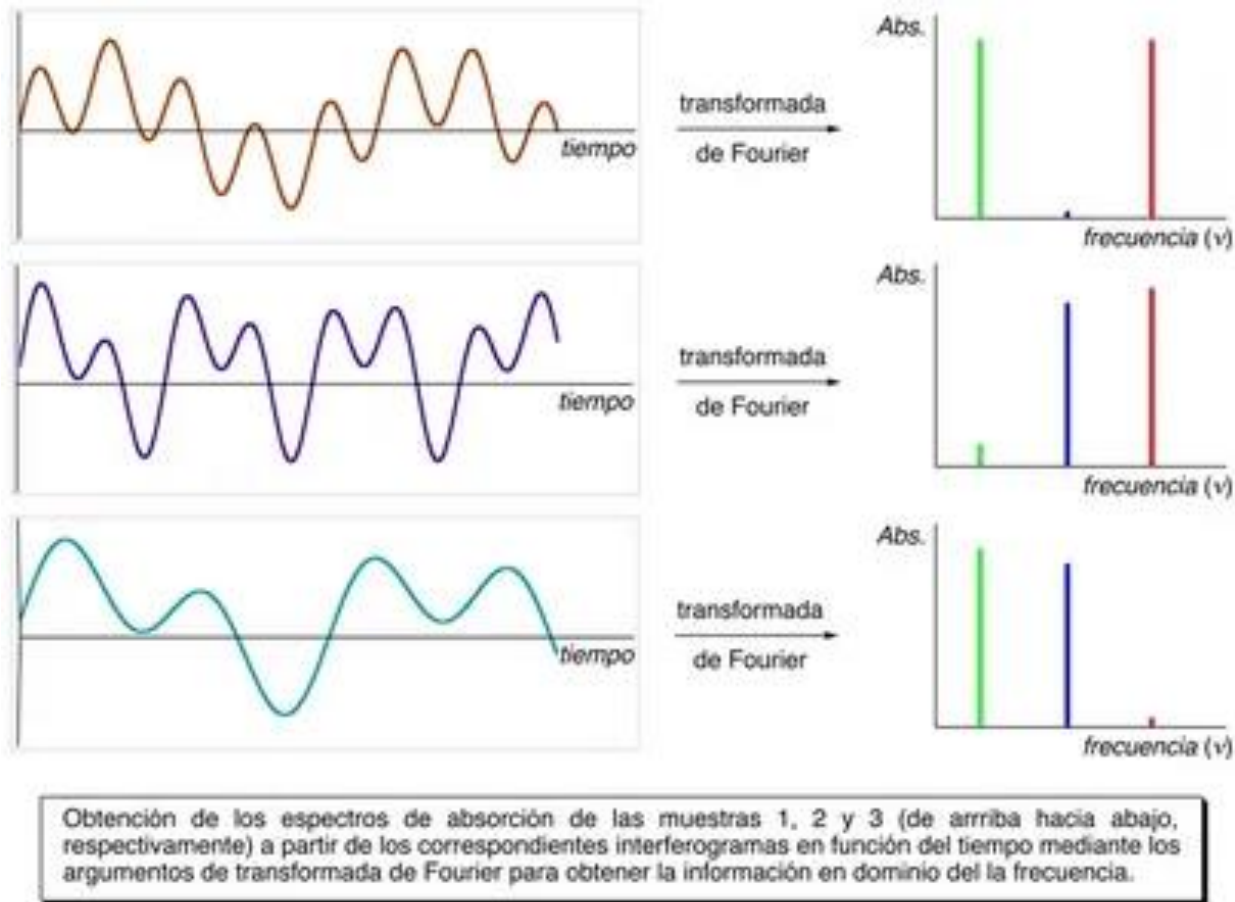 Abs.
transformada
tiempo
de Fourier
frecuencia (ν)
Abs.
transformada
tiempo
de Fourier
frecuencia (ν)
Abs.
transformada
tiempo
de Fourier
frecuencia (ν)
Obtención de los espectros de absorción de las muestras 1, 2 y 3 (de arrriba hacia abajo,
respectivamente) a partir de los correspondientes interferogramas en función del tiempo mediante los
argumentos de transformada de Fourier para obtener la información en dominio del la frecuencia.